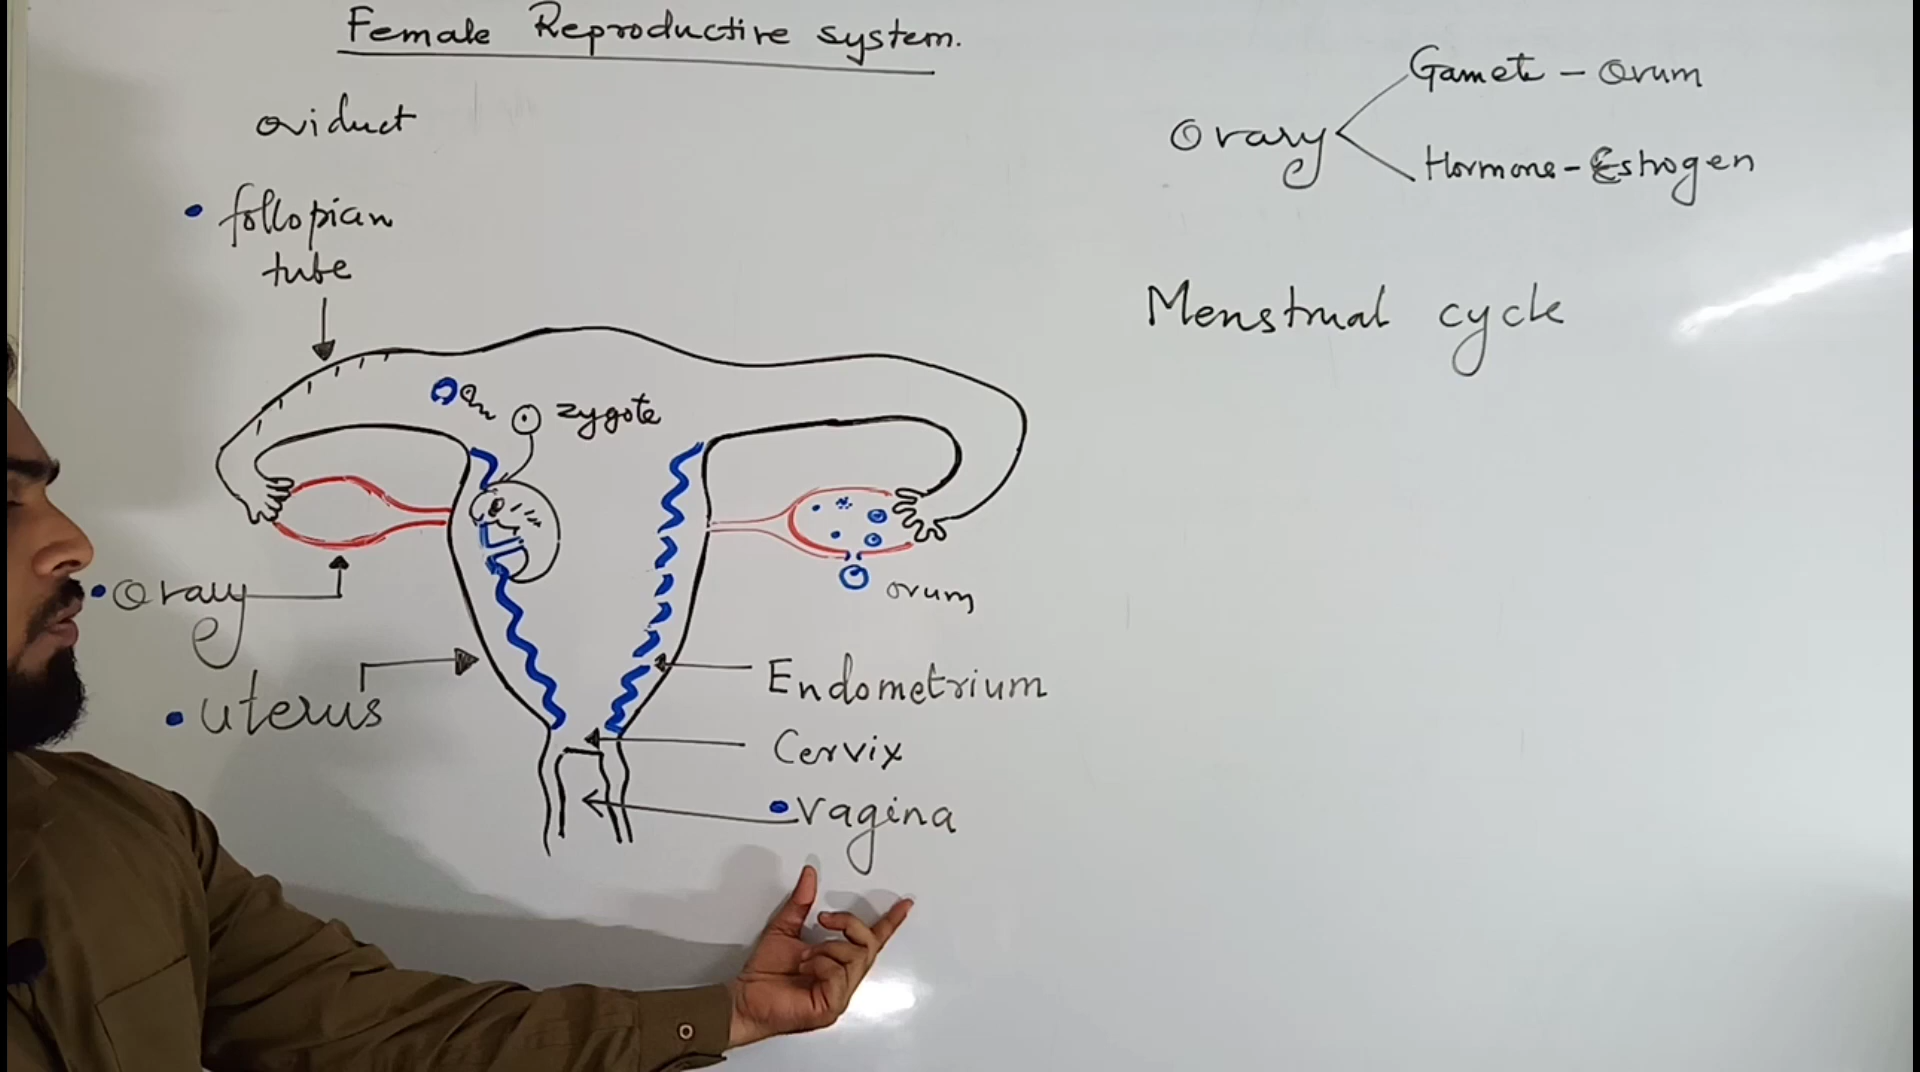 Female Reproductive system.
oviduct
follopian
tube
zygote
Ovary
uterus
ovum
Endometrium
Cervix
Vagina
Ovary
Gamete - Ovum
Hormone - Estrogen
Menstrual cycle